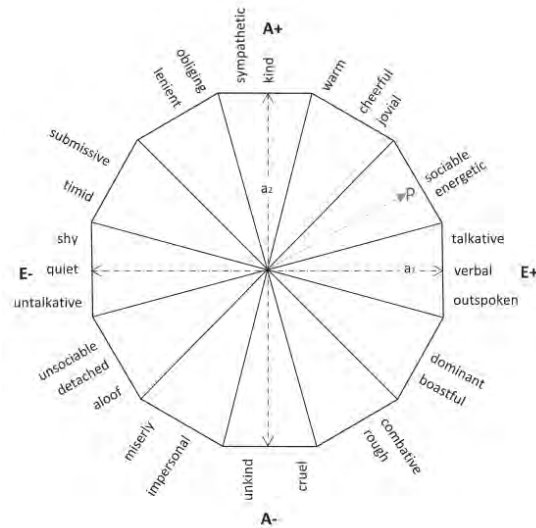 A+
sympathetic
kind
obliging
lenient
warm
cheerful
jovial
submissive
timid
sociable
energetic
p
a₂
shy
quiet
untalkative
E-
a₁
talkative
verbal
outspoken
E+
unsociable
detached
aloof
dominant
boastful
miserly
impersonal
combative
rough
unkind
cruel
A-